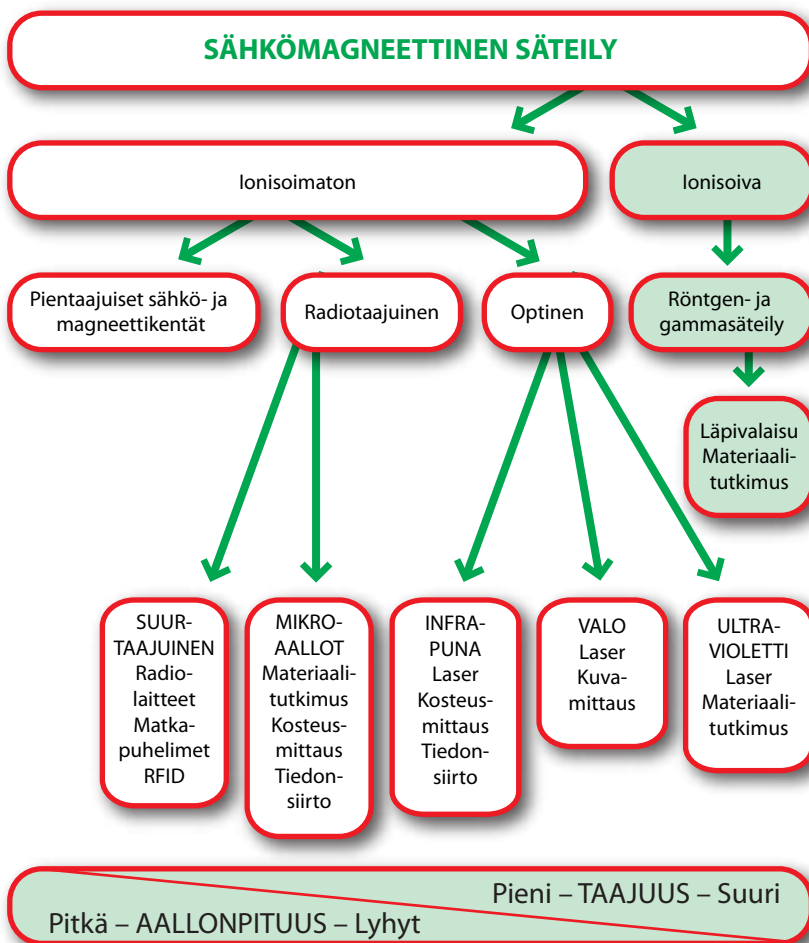 SÄHKÖMAGNEETTINEN SÄTEILY
Ionisoimaton
Ionisoiva
Pientaajuiset sähkö- ja
magneettikentät
Radiotaajuinen
Optinen
Röntgen- ja
gammasäteily
Läpivalaisu
Materiaali-
tutkimus
SUUR-
TAAJUINEN
Radio-
laitteet
Matka-
puhelimet
RFID
MIKRO-
AALLOT
Materiaali-
tutkimus
Kosteus-
mittaus
Tiedon-
siirto
INFRA-
PUNA
Laser
Kosteus-
mittaus
Tiedon-
siirto
VALO
Laser
Kuva-
mittaus
ULTRA-
VIOLETTI
Laser
Materiaali-
tutkimus
Pieni – TAAJUUS – Suuri
Pitkä – AALLONPITUUS – Lyhyt